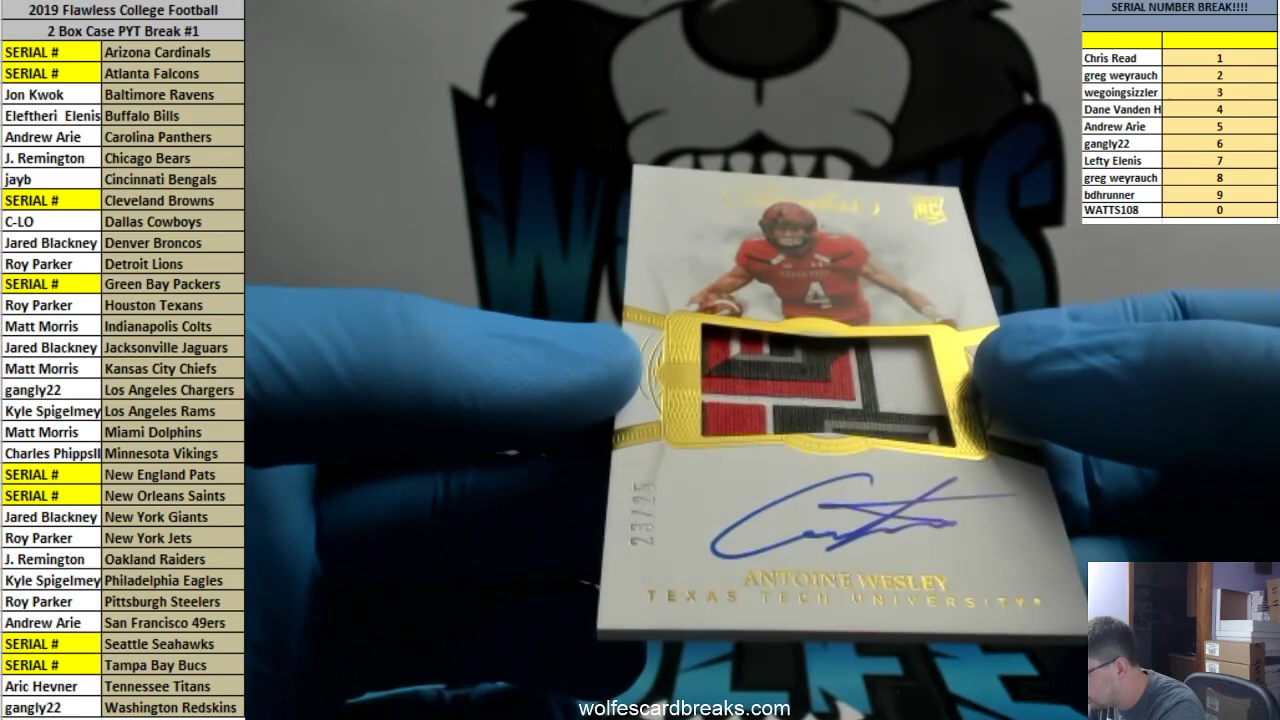 2019 Flawless College Football
2 Box Case PYT Break #1
SERIAL # Arizona Cardinals
SERIAL # Atlanta Falcons
Jon Kwok Baltimore Ravens
Eleftheri Elenis Buffalo Bills
Andrew Arie Carolina Panthers
J. Remington Chicago Bears
jayb Cincinnati Bengals
SERIAL # Cleveland Browns
C-LO Dallas Cowboys
Jared Blackney Denver Broncos
Roy Parker Detroit Lions
SERIAL # Green Bay Packers
Roy Parker Houston Texans
Matt Morris Indianapolis Colts
Jared Blackney Jacksonville Jaguars
Matt Morris Kansas City Chiefs
gangly22 Los Angeles Chargers
Kyle Spigelmey Los Angeles Rams
Matt Morris Miami Dolphins
Charles Phippsll Minnesota Vikings
SERIAL # New England Pats
SERIAL # New Orleans Saints
Jared Blackney New York Giants
Roy Parker New York Jets
J. Remington Oakland Raiders
Kyle Spigelmey Philadelphia Eagles
Roy Parker Pittsburgh Steelers
Andrew Arie San Francisco 49ers
SERIAL # Seattle Seahawks
SERIAL # Tampa Bay Bucs
Aric Hevner Tennessee Titans
gangly22 Washington Redskins
SERIAL NUMBER BREAK!!!!
Chris Read 1
greg weyrauch 2
wegoingsizzler 3
Dane Vanden H 4
Andrew Arie 5
gangly22 6
Lefty Elenis 7
greg weyrauch 8
bdhrunner 9
WATTS108 0
RC
TEXAS TECH
4
23/25
ANTOINE WESLEY
TEXAS TECH UNIVERSITY
wolfescardbreaks.com